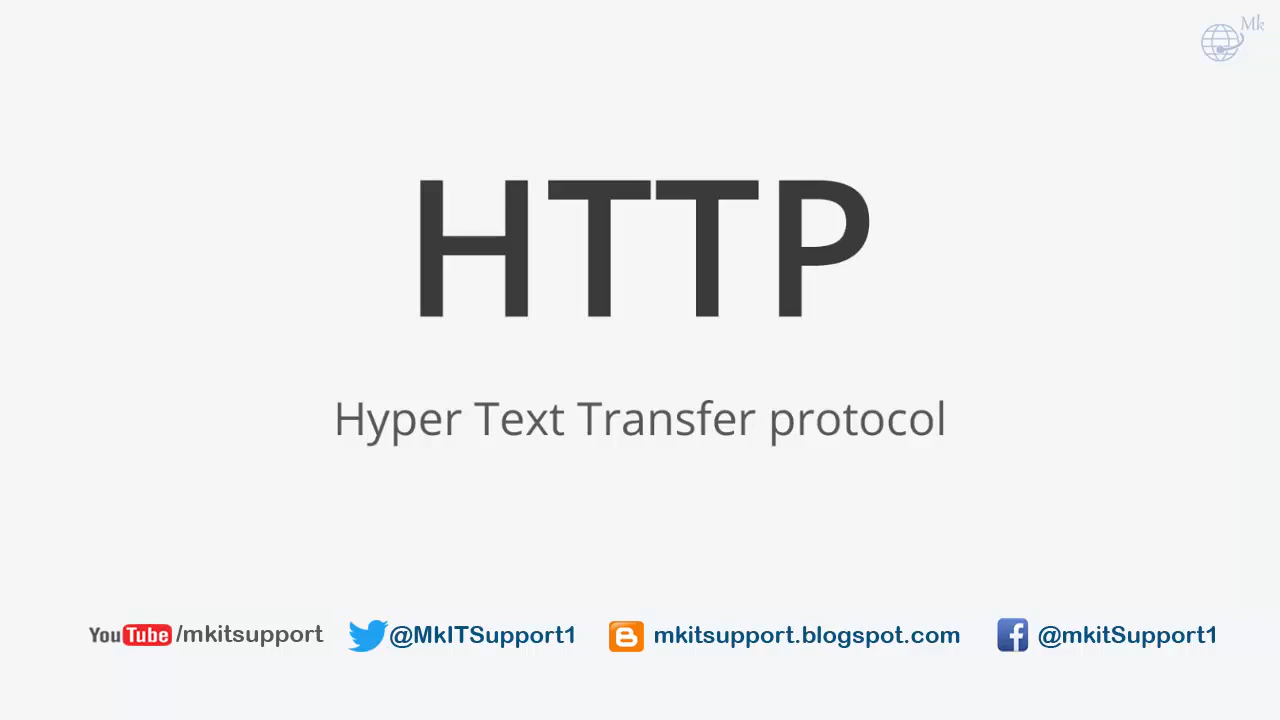 Mk
HTTP
Hyper Text Transfer protocol
YouTube /mkitsupport @MkITSupport1 mkitsupport.blogspot.com @mkitSupport1